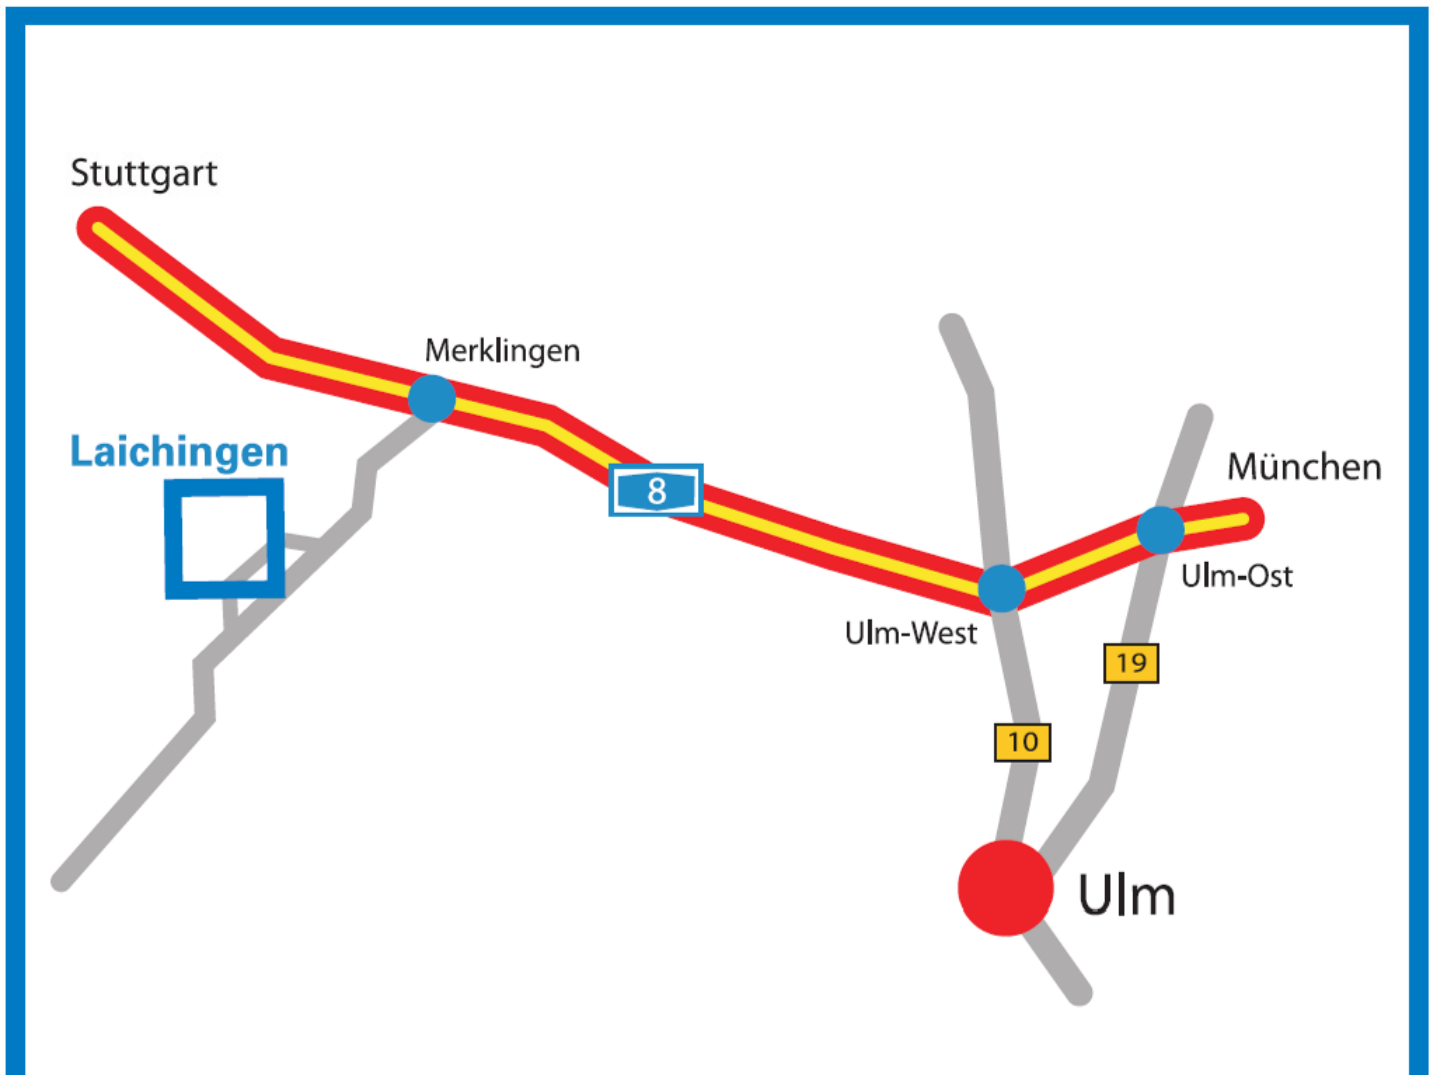 Stuttgart
Merklingen
Laichingen
8
München
Ulm-Ost
Ulm-West
19
10
Ulm